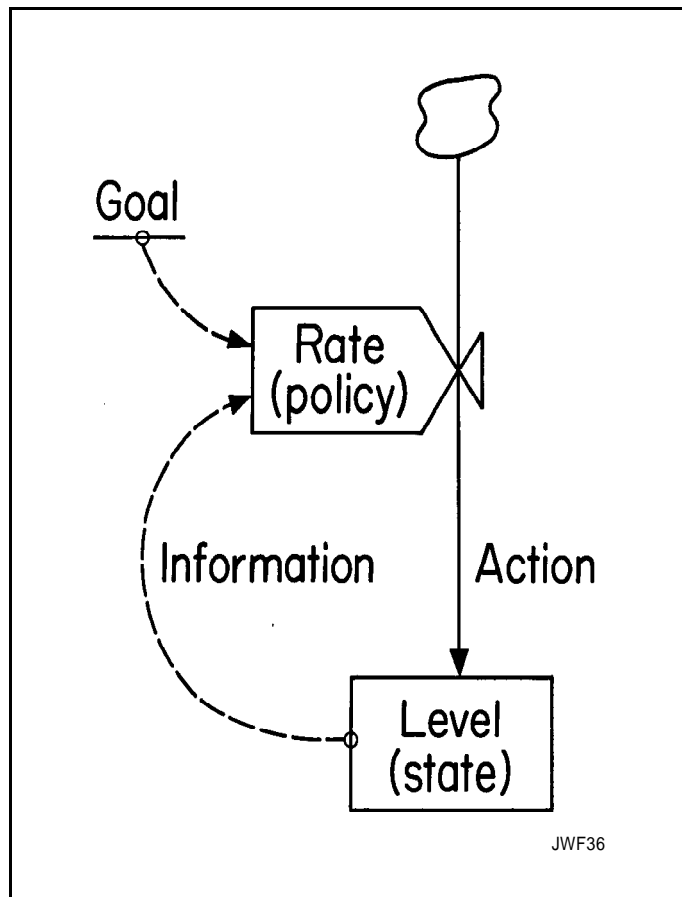 Goal
Rate
(policy)
Information
Action
Level
(state)
JWF36